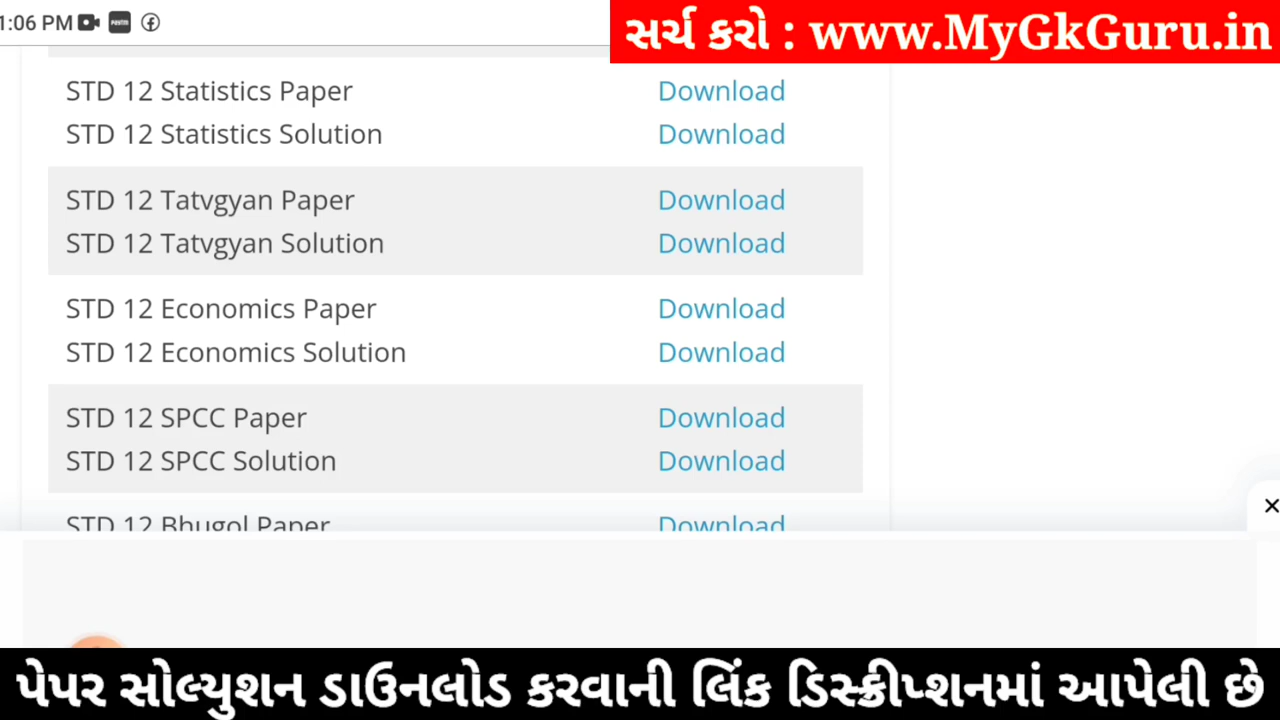 1:06 PM
સર્ચ કરો : www.MyGkGuru.in
STD 12 Statistics Paper Download
STD 12 Statistics Solution Download
STD 12 Tatvgyan Paper Download
STD 12 Tatvgyan Solution Download
STD 12 Economics Paper Download
STD 12 Economics Solution Download
STD 12 SPCC Paper Download
STD 12 SPCC Solution Download
STD 12 Bhugol Paper Download
પેપર સોલ્યુશન ડાઉનલોડ કરવાની લિંક ડિસ્ક્રીપ્શનમાં આપેલી છે